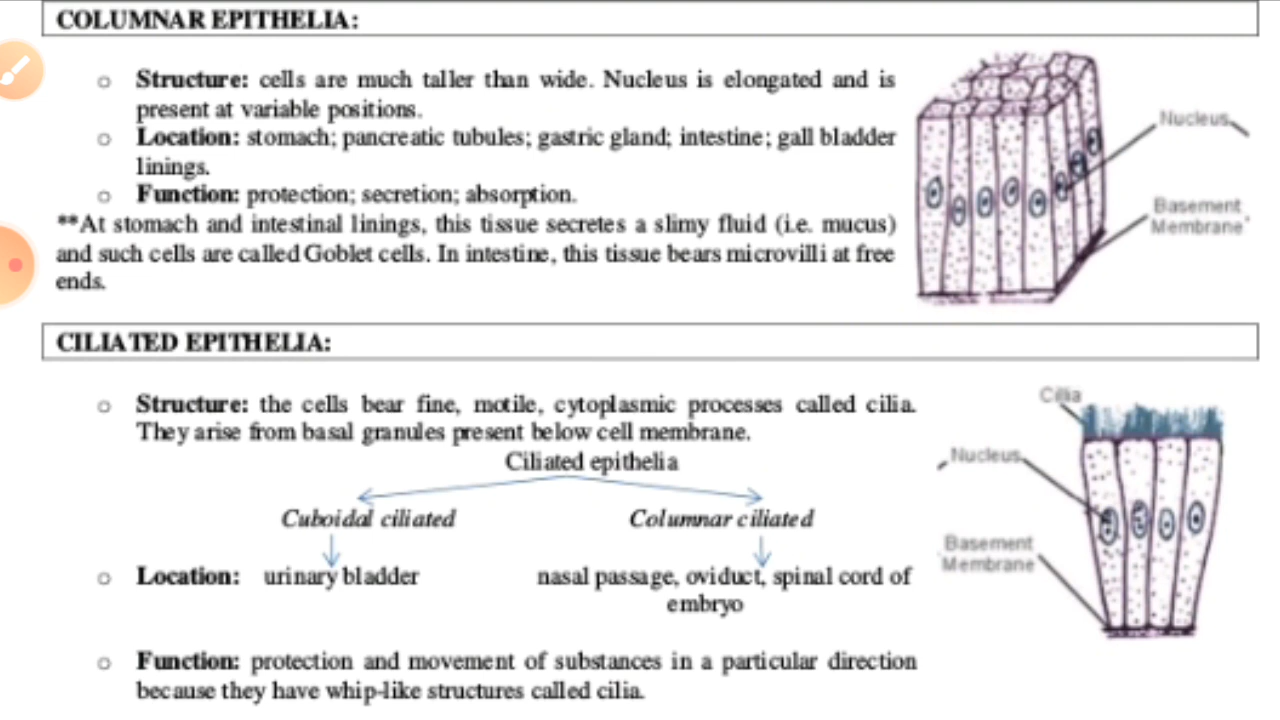 COLUMNAR EPITHELIA:
o Structure: cells are much taller than wide. Nucleus is elongated and is
present at variable positions.
o Location: stomach; pancreatic tubules; gastric gland; intestine; gall bladder
linings.
o Function: protection; secretion; absorption.
**At stomach and intestinal linings, this tissue secretes a slimy fluid (i.e. mucus)
and such cells are called Goblet cells. In intestine, this tissue bears microvilli at free
ends.
Nucleus
Basement
Membrane
CILIATED EPITHELIA:
o Structure: the cells bear fine, motile, cytoplasmic processes called cilia.
They arise from basal granules present below cell membrane.
Ciliated epithelia
Cuboidal ciliated Columnar ciliated
o Location: urinary bladder nasal passage, oviduct, spinal cord of
embryo
o Function: protection and movement of substances in a particular direction
because they have whip-like structures called cilia.
Cilia
Nucleus
Basement
Membrane